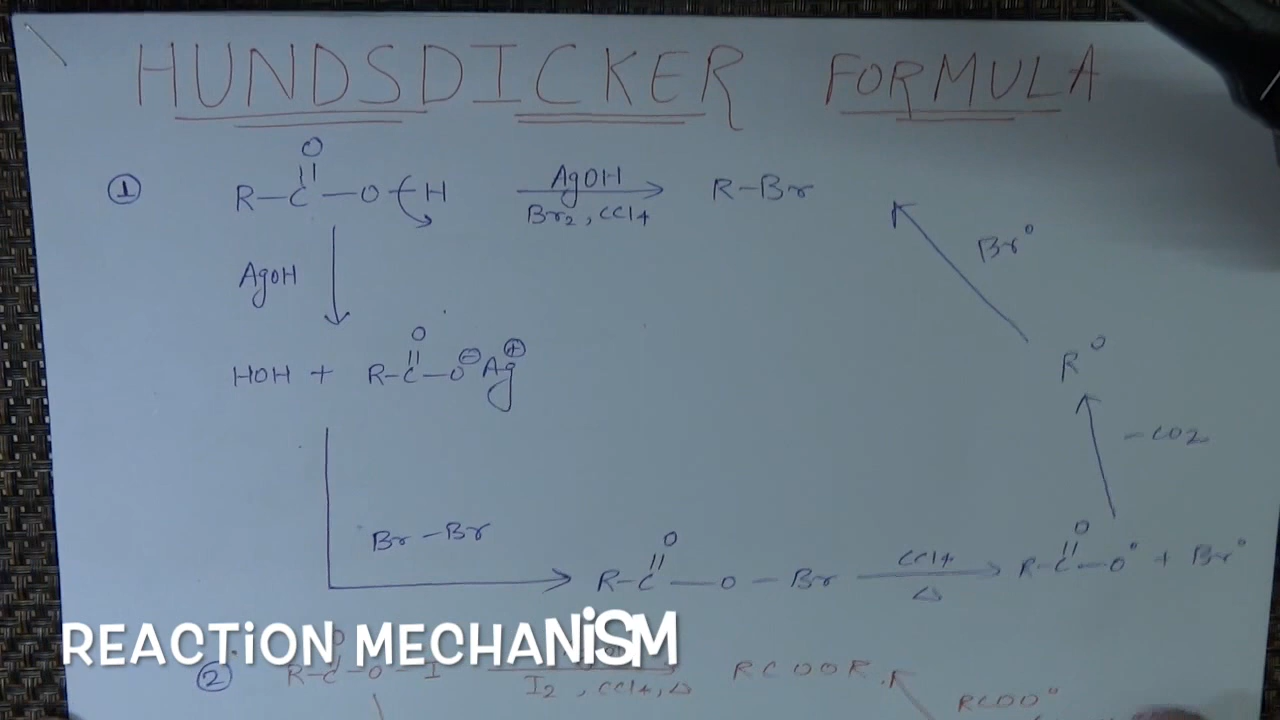 HUNDSDICKER FORMULA
O
① R-C-O-H AgOH R-Br
Br2, CCl4
Br°
AgOH
O
HOH + R-C-O⊖ Ag⊕
R°
-CO2
Br-Br
O O
R-C-O-Br CCl4 R-C-O° + Br°
Δ
REACTION MECHANISM
② R-C-O-I RCOOR
I2, CCl4, Δ
RCOO°